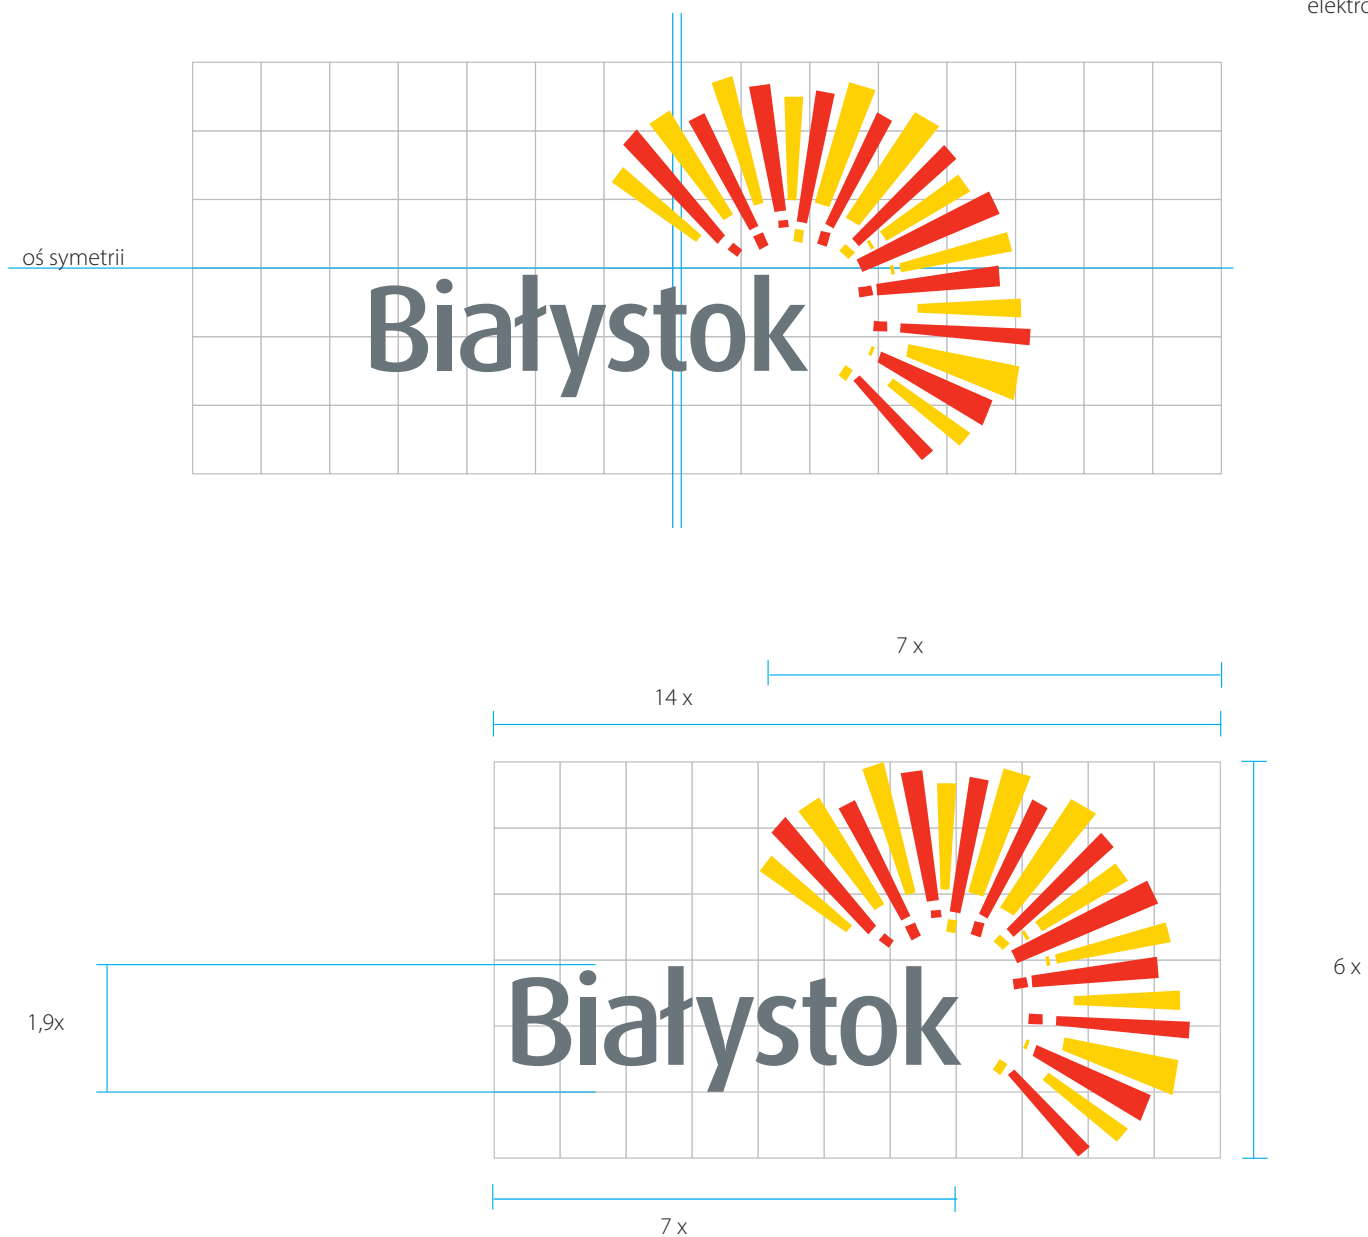 elektro
oś symetrii
Białystok
7 x
14 x
6 x
1,9x
Białystok
7 x